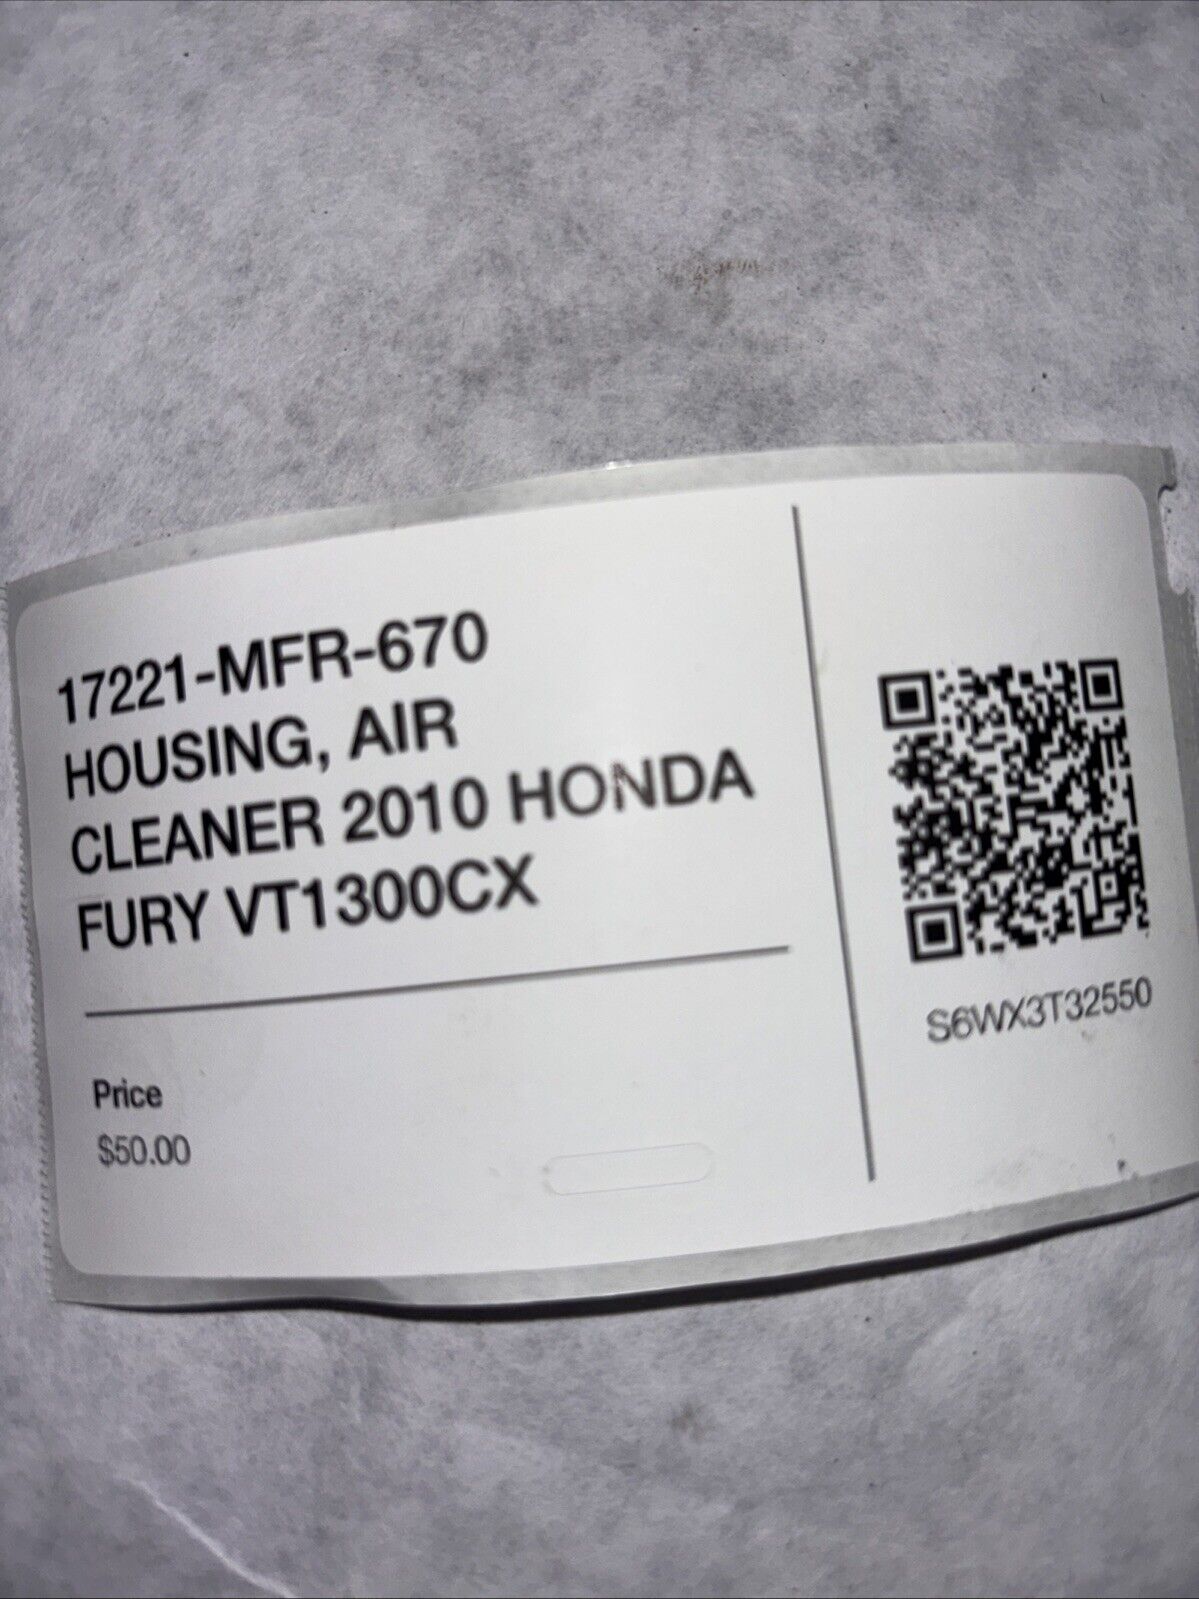 17221-MFR-670
HOUSING, AIR
CLEANER 2010 HONDA
FURY VT1300CX
Price
$50.00
S6WX3T32550